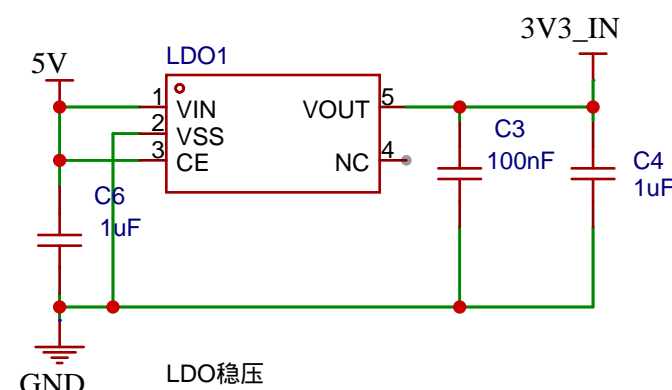 3V3_IN
5V
LDO1
1
VIN
VOUT
5
2
VSS
3
CE
NC
4
C3
100nF
C4
1uF
C6
1uF
GND
LDO稳压